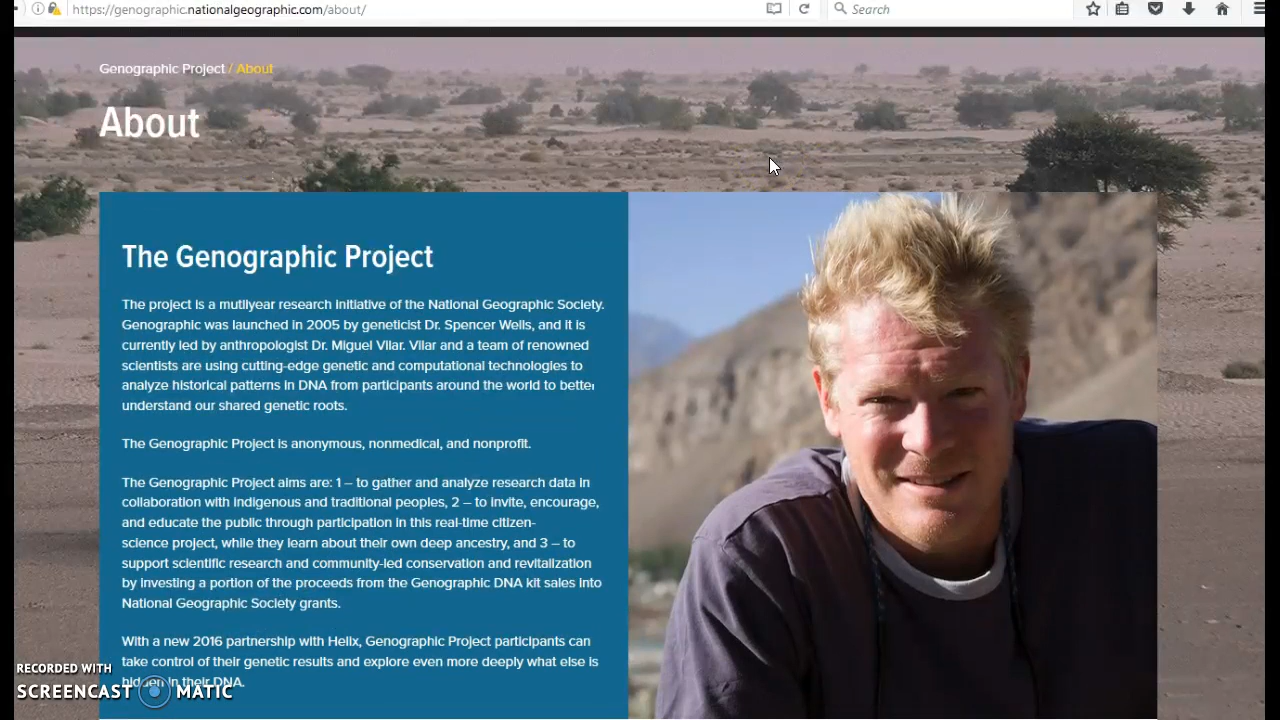 https://genographic.nationalgeographic.com/about/
Search
Genographic Project / About
About
The Genographic Project
The project is a mutliyear research initiative of the National Geographic Society.
Genographic was launched in 2005 by geneticist Dr. Spencer Wells, and it is
currently led by anthropologist Dr. Miguel Vilar. Vilar and a team of renowned
scientists are using cutting-edge genetic and computational technologies to
analyze historical patterns in DNA from participants around the world to better
understand our shared genetic roots.
The Genographic Project is anonymous, nonmedical, and nonprofit.
The Genographic Project aims are: 1 – to gather and analyze research data in
collaboration with indigenous and traditional peoples, 2 – to invite, encourage,
and educate the public through participation in this real-time citizen-
science project, while they learn about their own deep ancestry, and 3 – to
support scientific research and community-led conservation and revitalization
by investing a portion of the proceeds from the Genographic DNA kit sales into
National Geographic Society grants.
With a new 2016 partnership with Helix, Genographic Project participants can
take control of their genetic results and explore even more deeply what else is
hidden in their DNA.
RECORDED WITH
SCREENCAST MATIC